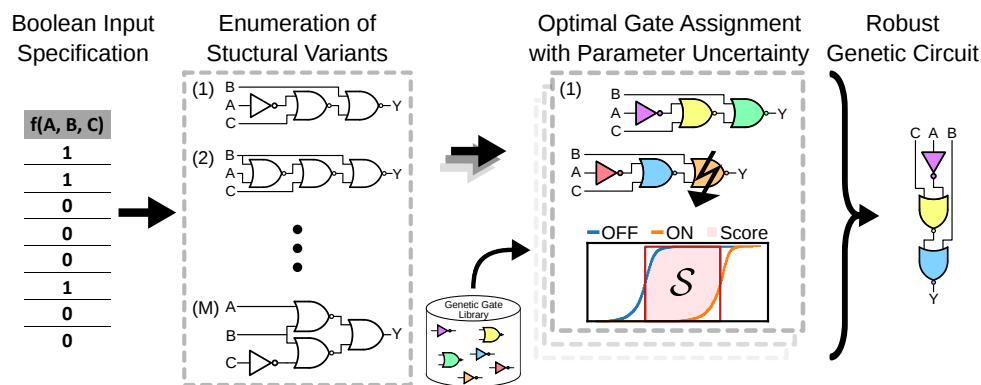 Boolean Input
Specification
Enumeration of
Stuctural Variants
Optimal Gate Assignment
with Parameter Uncertainty
Robust
Genetic Circuit
f(A, B, C)
1
1
0
0
0
1
0
0
(1)
B
A
C
Y
(2)
B
A
C
Y
(M)
A
B
C
Y
Genetic Gate
Library
(1)
B
A
C
Y
B
A
C
Y
OFF ON Score
S
C A B
Y